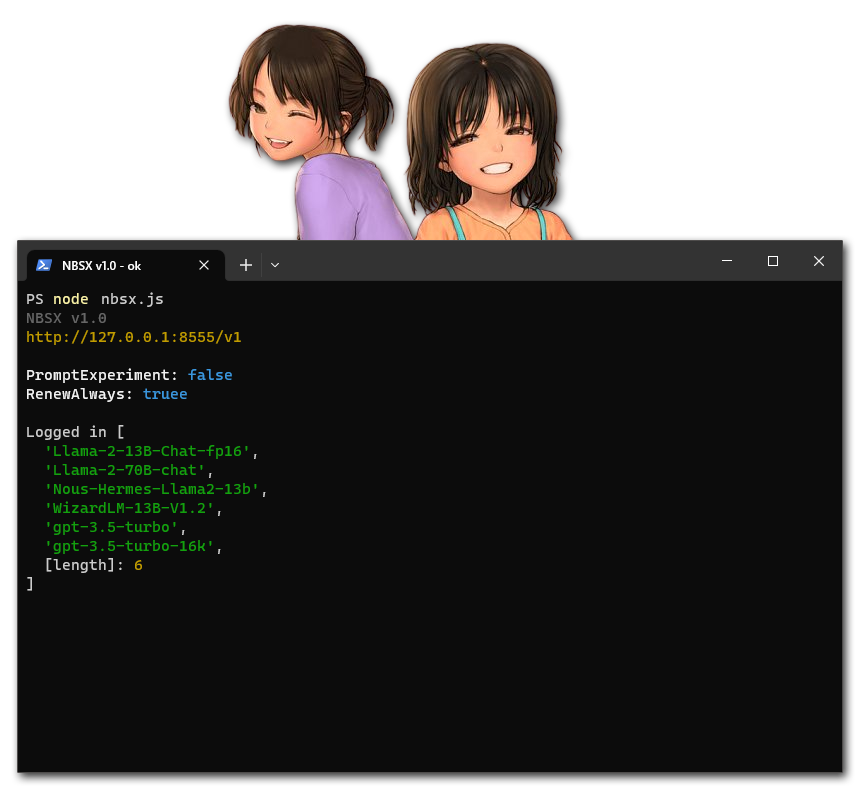 NBSX v1.0 - ok
PS node nbsx.js
NBSX v1.0
http://127.0.0.1:8555/v1
PromptExperiment: false
RenewAlways: truee
Logged in [
'Llama-2-13B-Chat-fp16',
'Llama-2-70B-chat',
'Nous-Hermes-Llama2-13b',
'WizardLM-13B-V1.2',
'gpt-3.5-turbo',
'gpt-3.5-turbo-16k',
[length]: 6
]